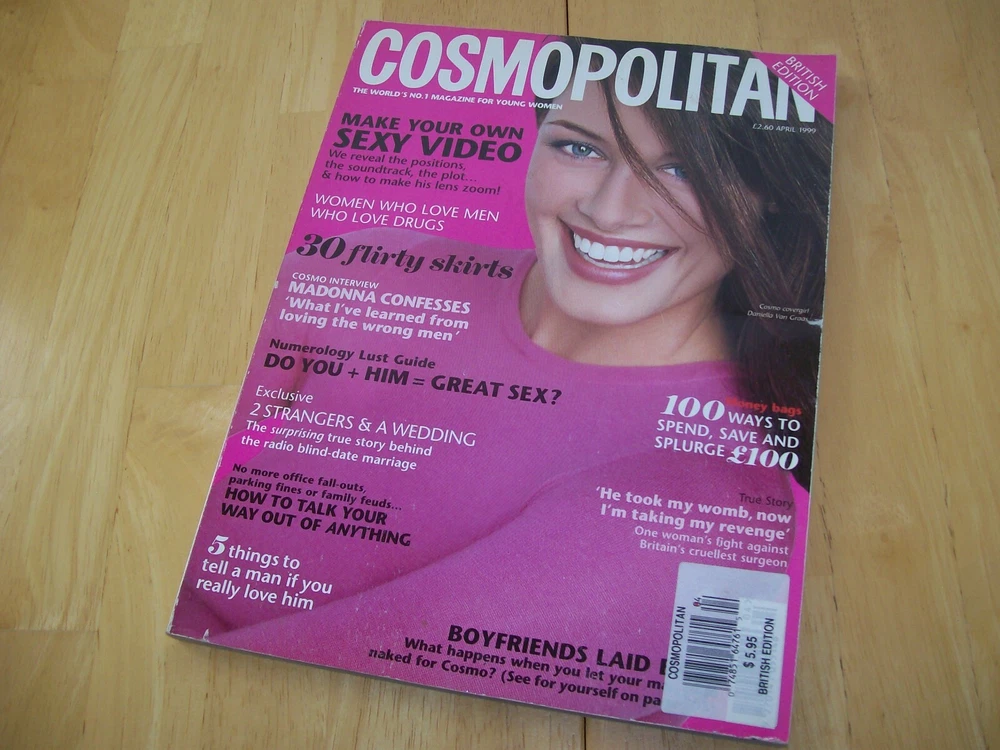 COSMOPOLITAN
BRITISH
EDITION
THE WORLD'S NO.1 MAGAZINE FOR YOUNG WOMEN
£2.60 APRIL 1999
MAKE YOUR OWN
SEXY VIDEO
We reveal the positions,
the soundtrack, the plot...
& how to make his lens zoom!
WOMEN WHO LOVE MEN
WHO LOVE DRUGS
30 flirty skirts
COSMO INTERVIEW
MADONNA CONFESSES
'What I've learned from
loving the wrong men'
Cosmo covergirl
Daniella Van Graas
Numerology Lust Guide
DO YOU + HIM = GREAT SEX?
Exclusive
2 STRANGERS & A WEDDING
The surprising true story behind
the radio blind-date marriage
Money bags
100 WAYS TO
SPEND, SAVE AND
SPLURGE £100
No more office fall-outs,
parking fines or family feuds...
HOW TO TALK YOUR
WAY OUT OF ANYTHING
True Story
'He took my womb, now
I'm taking my revenge'
One woman's fight against
Britain's cruellest surgeon
5 things to
tell a man if you
really love him
BOYFRIENDS LAID
What happens when you let your
naked for Cosmo? (See for yourself on
COSMOPOLITAN
04
$ 5.95
BRITISH EDITION